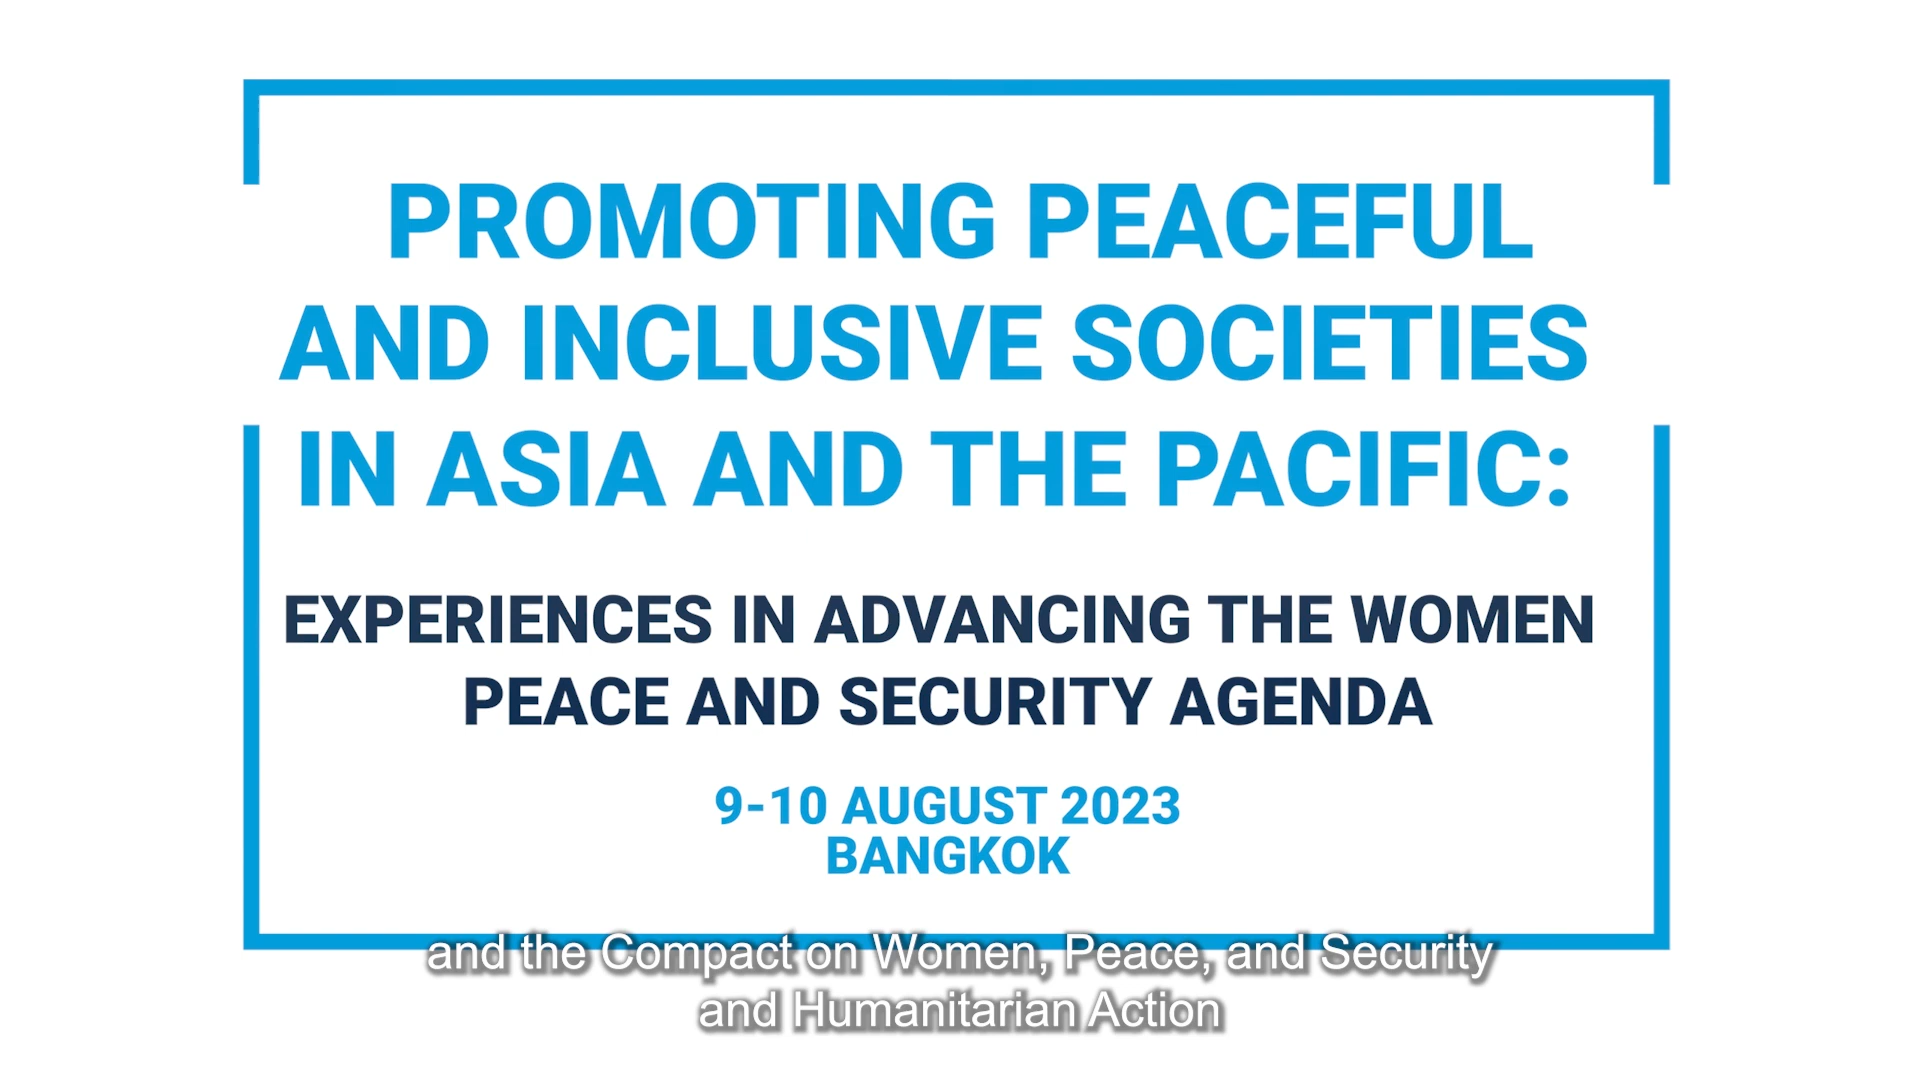 PROMOTING PEACEFUL
AND INCLUSIVE SOCIETIES
IN ASIA AND THE PACIFIC:
EXPERIENCES IN ADVANCING THE WOMEN
PEACE AND SECURITY AGENDA
9-10 AUGUST 2023
BANGKOK
and the Compact on Women, Peace, and Security
and Humanitarian Action